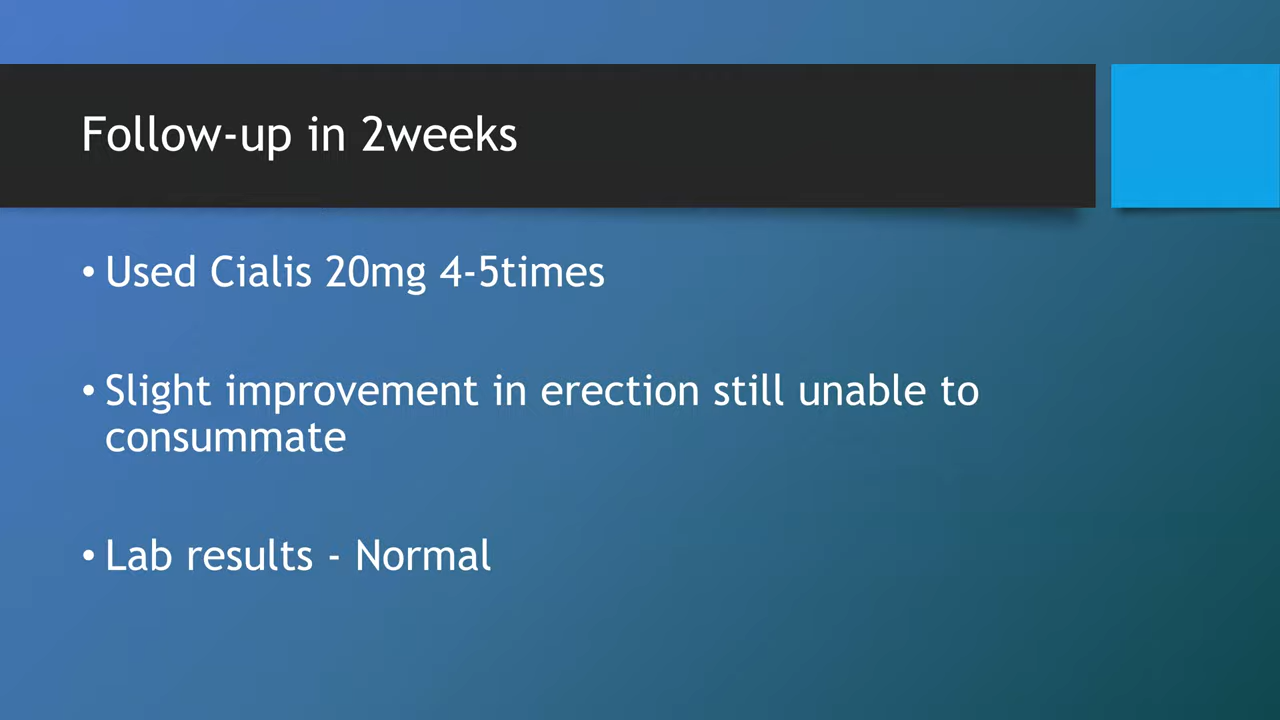 Follow-up in 2weeks
• Used Cialis 20mg 4-5times
• Slight improvement in erection still unable to
consummate
• Lab results - Normal